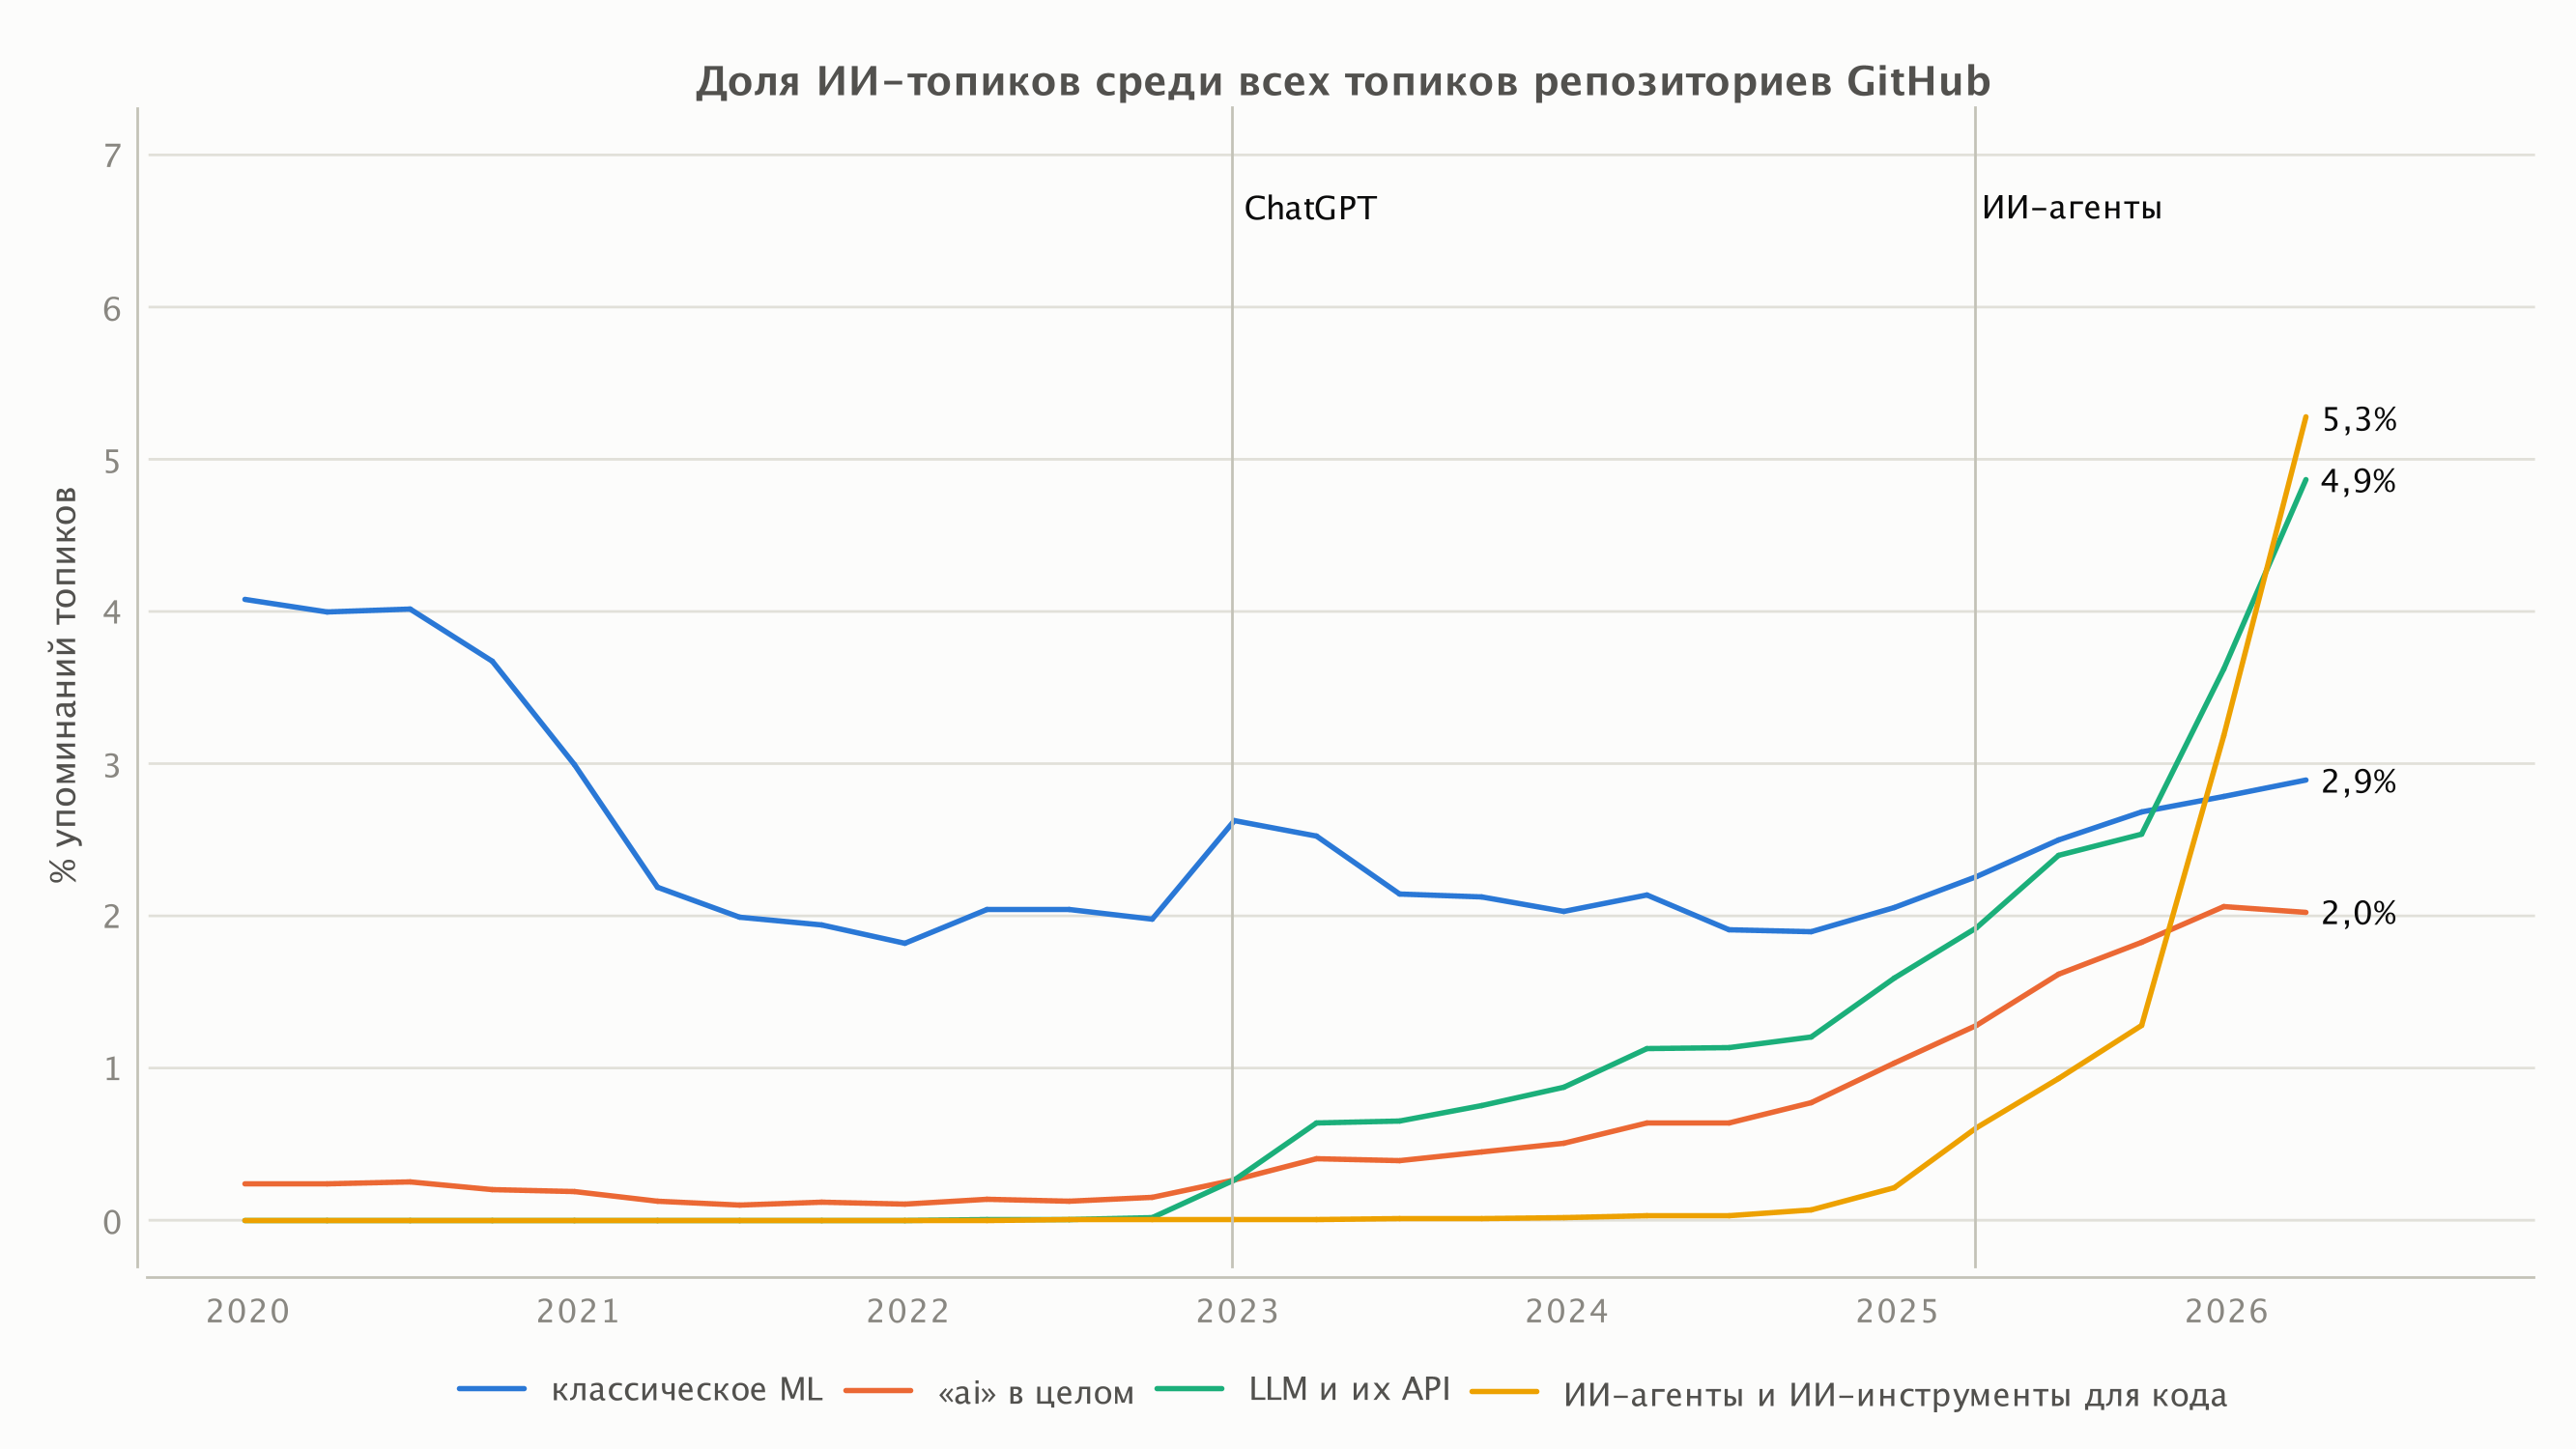 Доля ИИ-топиков среди всех топиков репозиториев GitHub
% упоминаний топиков
7
6
5
4
3
2
1
0
ChatGPT
ИИ-агенты
5,3%
4,9%
2,9%
2,0%
2020 2021 2022 2023 2024 2025 2026
классическое ML «ai» в целом LLM и их API ИИ-агенты и ИИ-инструменты для кода